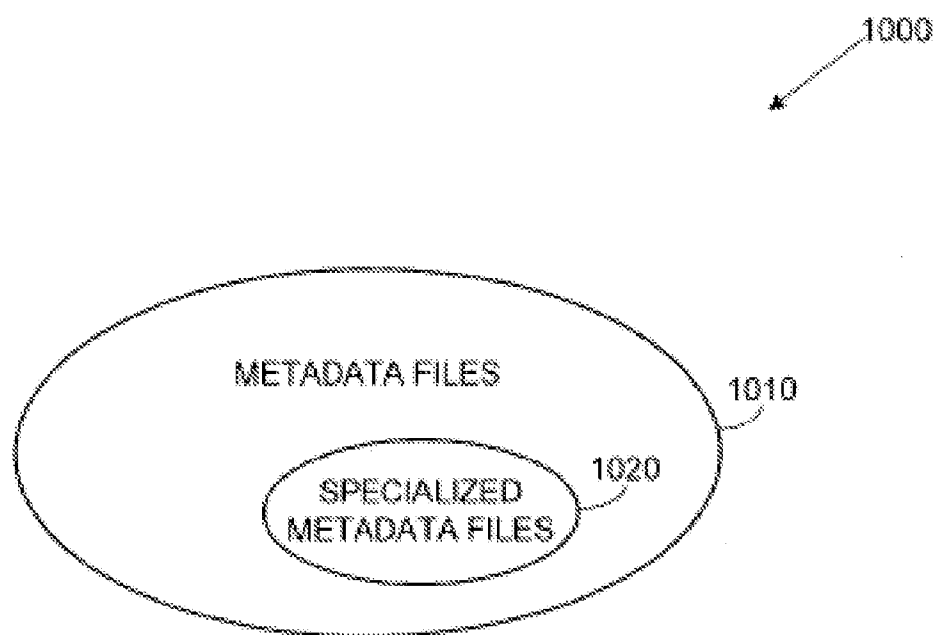 1000
METADATA FILES
1010
1020
SPECIALIZED
METADATA FILES